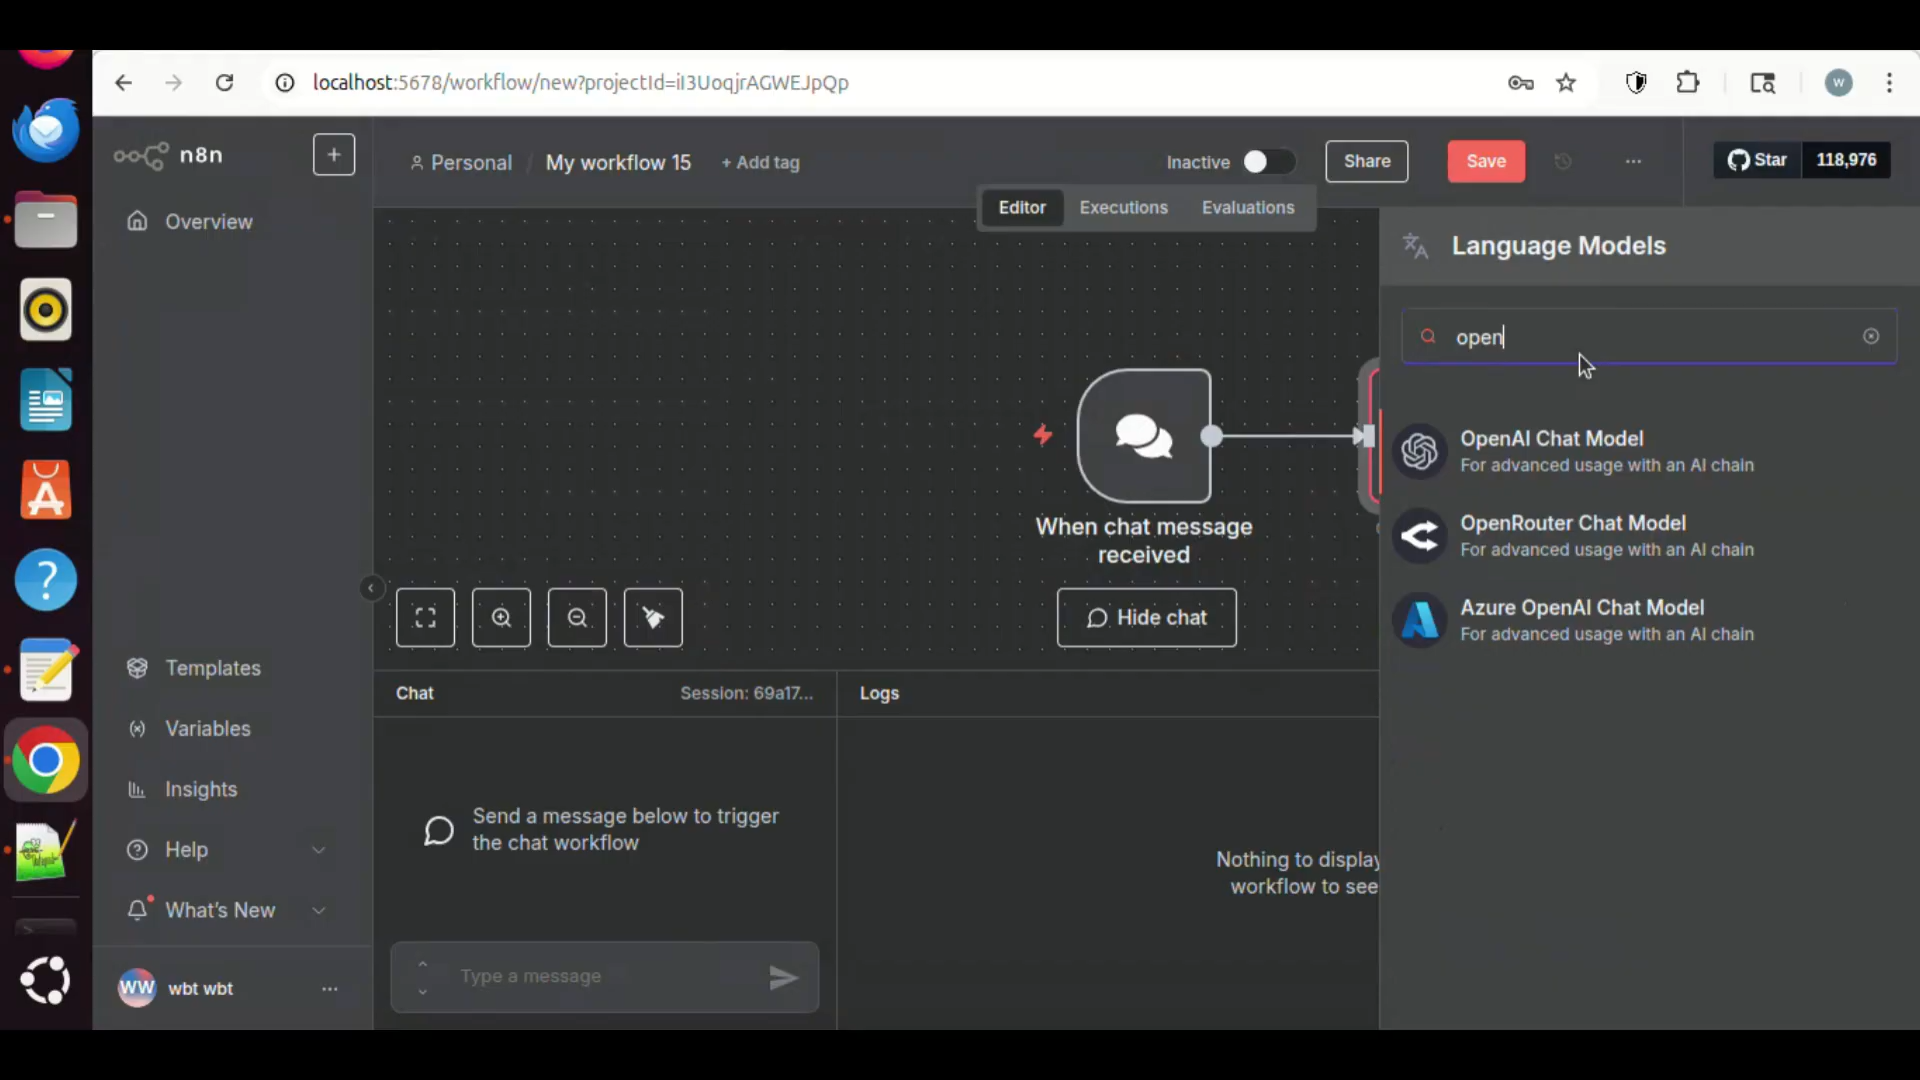 localhost:5678/workflow/new?projectId=iI3UoqjrAGWEJpQp
W
n8n
Personal / My workflow 15 + Add tag
Inactive
Share
Save
Star 118,976
Overview
Editor Executions Evaluations
Language Models
open
OpenAI Chat Model
For advanced usage with an AI chain
OpenRouter Chat Model
For advanced usage with an AI chain
Azure OpenAI Chat Model
For advanced usage with an AI chain
When chat message
received
Hide chat
Templates
Variables
Insights
Help
What's New
WW wbt wbt
Chat Session: 69a17...
Logs
Send a message below to trigger
the chat workflow
Nothing to display
workflow to see
Type a message